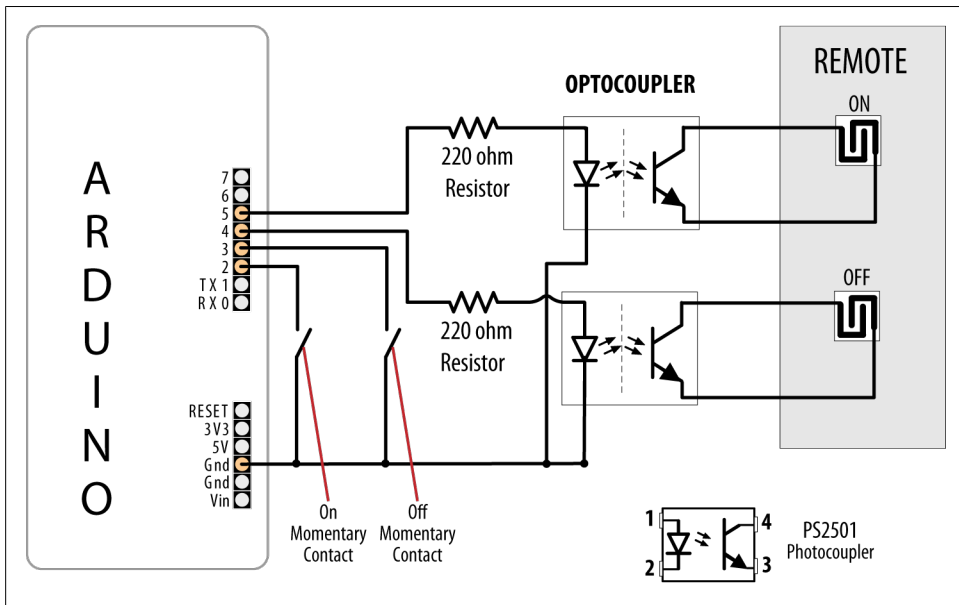 ARDUINO
7
6
5
4
3
2
TX 1
RX 0
RESET
3V3
5V
Gnd
Gnd
Vin
220 ohm
Resistor
220 ohm
Resistor
On
Momentary
Contact
Off
Momentary
Contact
OPTOCOUPLER
REMOTE
ON
OFF
1
2
4
3
PS2501
Photocoupler